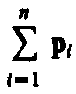 n
∑ p_i
i=1